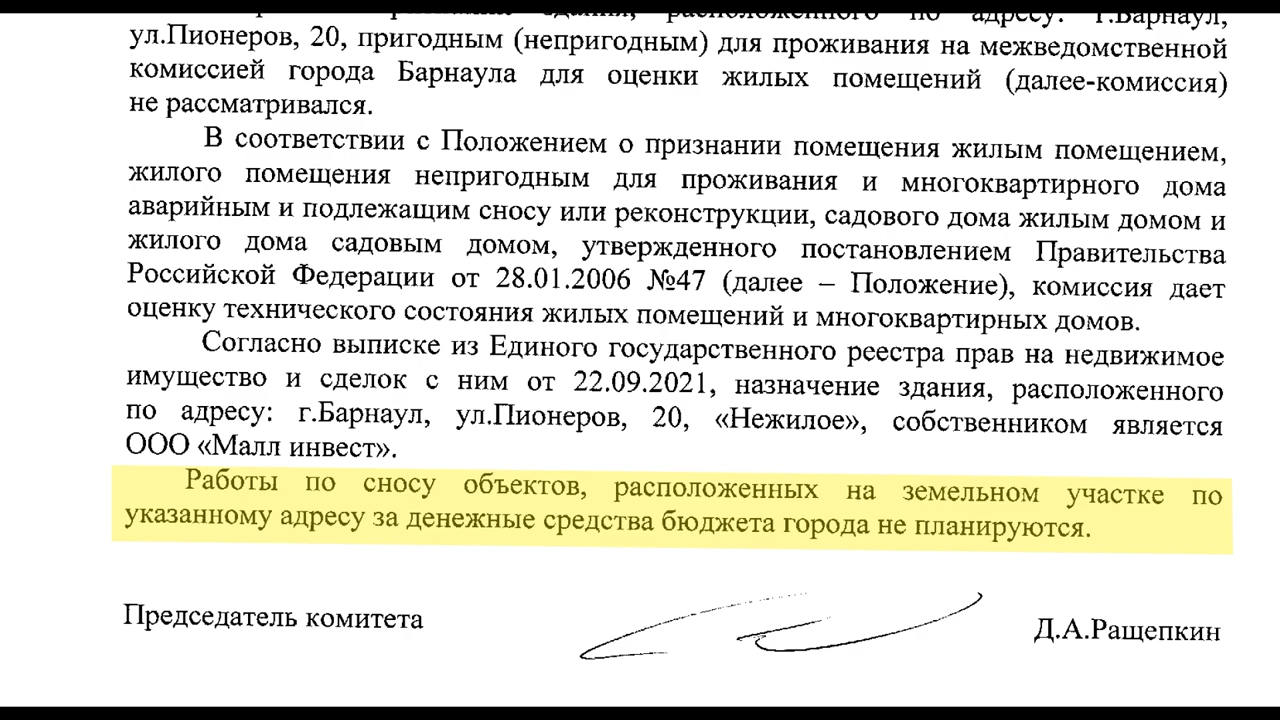 здания, расположенного по адресу: г.Барнаул,
ул.Пионеров, 20, пригодным (непригодным) для проживания на межведомственной
комиссией города Барнаула для оценки жилых помещений (далее-комиссия)
не рассматривался.
В соответствии с Положением о признании помещения жилым помещением,
жилого помещения непригодным для проживания и многоквартирного дома
аварийным и подлежащим сносу или реконструкции, садового дома жилым домом и
жилого дома садовым домом, утвержденного постановлением Правительства
Российской Федерации от 28.01.2006 №47 (далее – Положение), комиссия дает
оценку технического состояния жилых помещений и многоквартирных домов.
Согласно выписке из Единого государственного реестра прав на недвижимое
имущество и сделок с ним от 22.09.2021, назначение здания, расположенного
по адресу: г.Барнаул, ул.Пионеров, 20, «Нежилое», собственником является
ООО «Малл инвест».
Работы по сносу объектов, расположенных на земельном участке по
указанному адресу за денежные средства бюджета города не планируются.
Председатель комитета
Д.А.Ращепкин